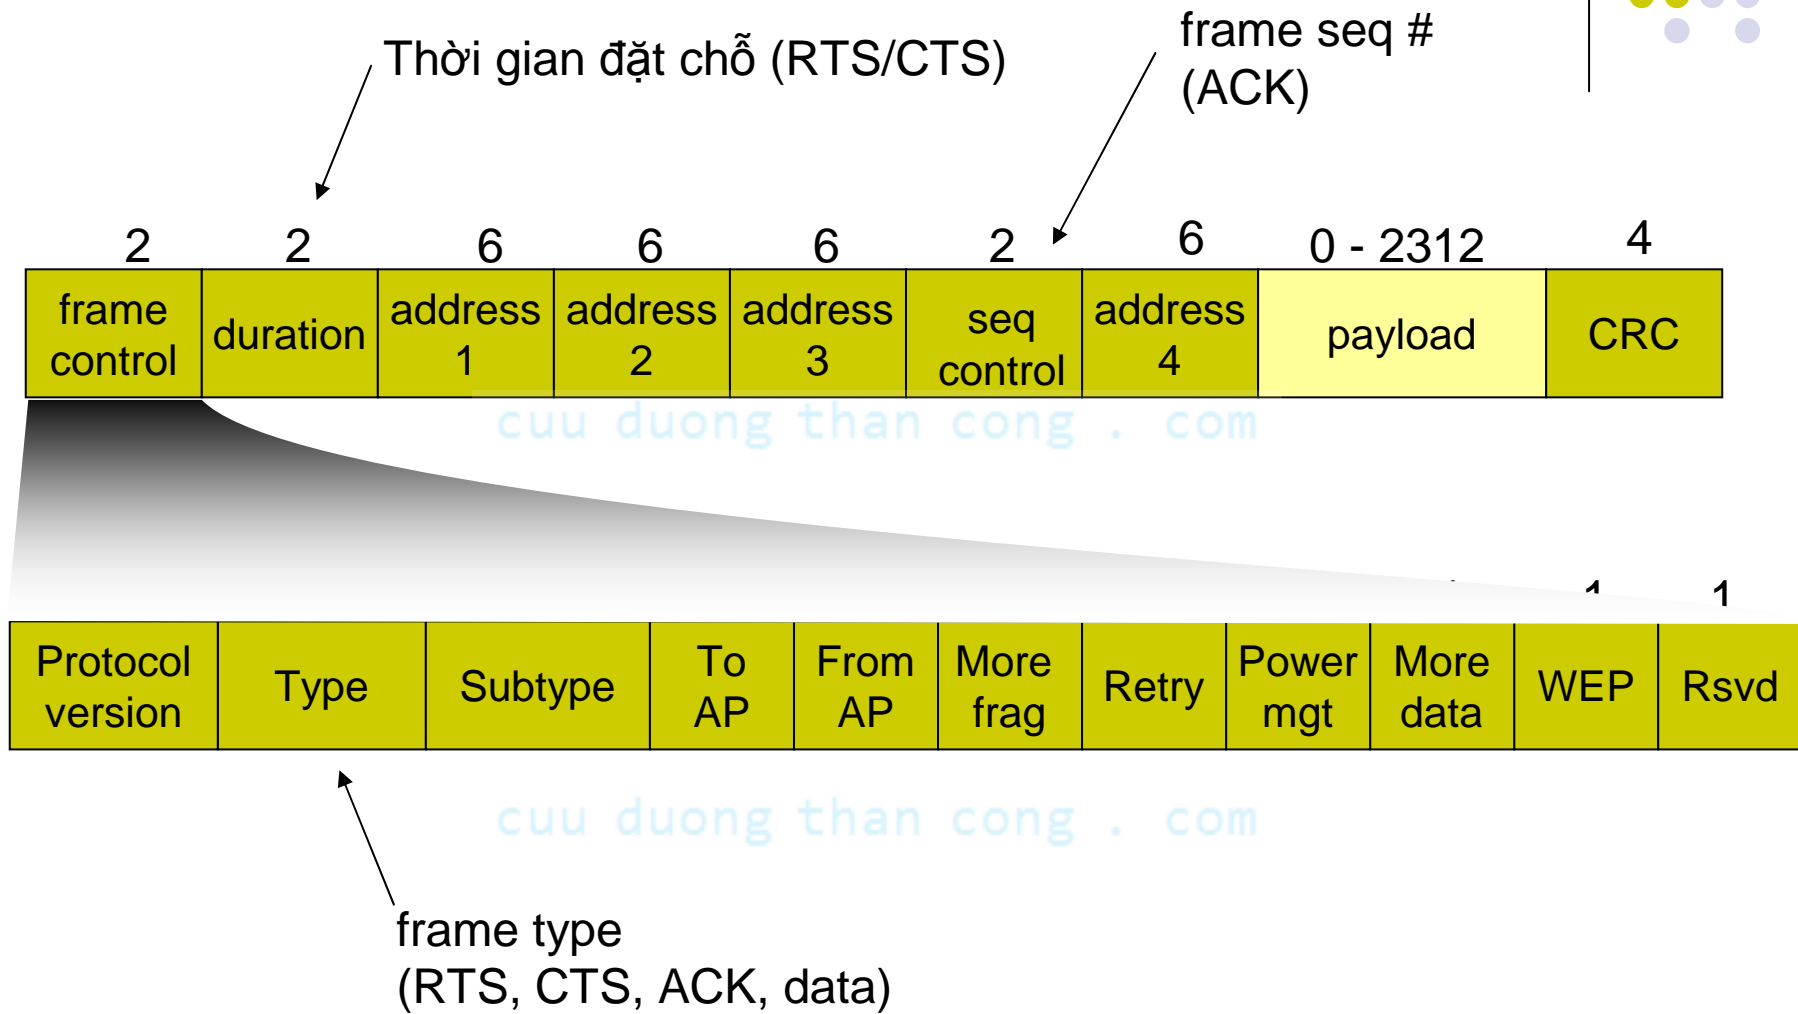 Thời gian đặt chỗ (RTS/CTS)
frame seq #
(ACK)
2 2 6 6 6 2 6 0 - 2312 4
frame control duration address 1 address 2 address 3 seq control address 4 payload CRC
cuu duong than cong . com
1 1
Protocol version Type Subtype To AP From AP More frag Retry Power mgt More data WEP Rsvd
cuu duong than cong . com
frame type
(RTS, CTS, ACK, data)